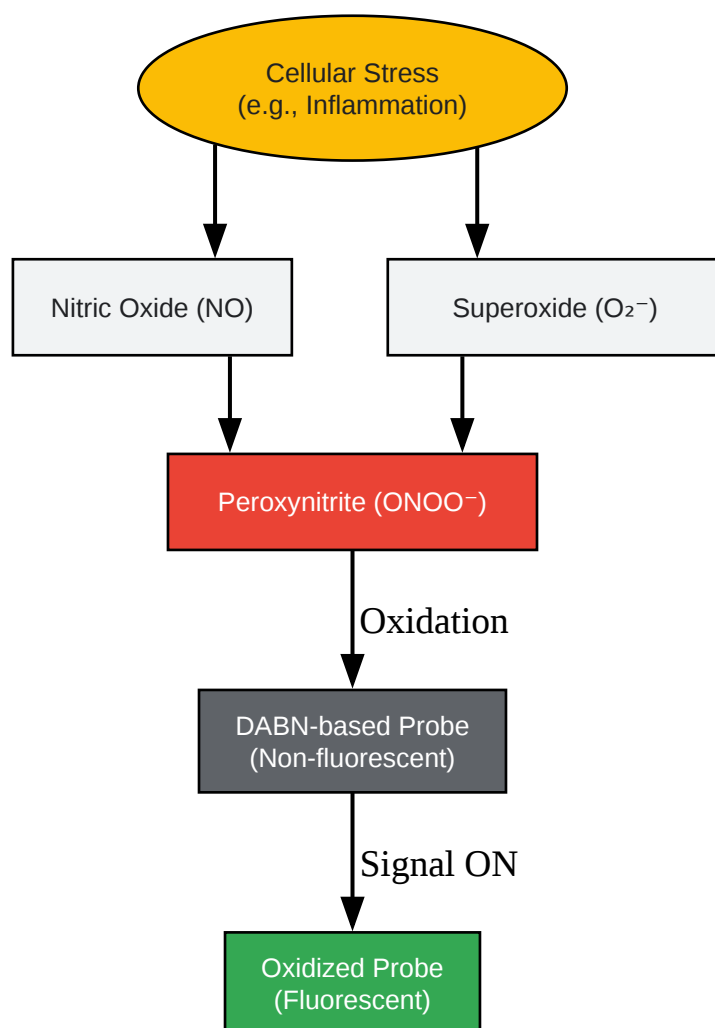 Cellular Stress
(e.g., Inflammation)
Nitric Oxide (NO)
Superoxide (O₂⁻)
Peroxynitrite (ONOO⁻)
Oxidation
DABN-based Probe
(Non-fluorescent)
Signal ON
Oxidized Probe
(Fluorescent)